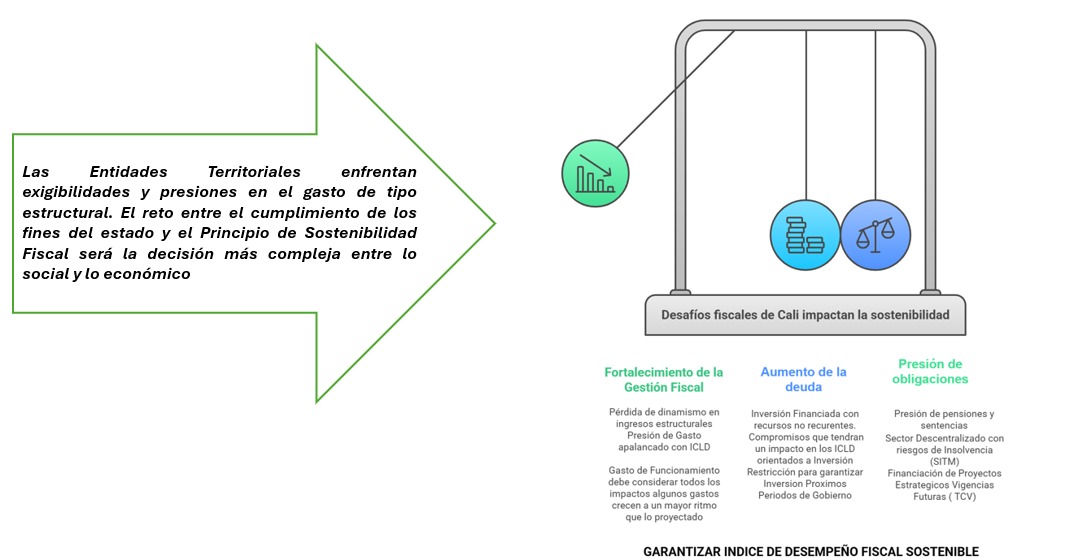 Las Entidades Territoriales enfrentan
exigibilidades y presiones en el gasto de tipo
estructural. El reto entre el cumplimiento de los
fines del estado y el Principio de Sostenibilidad
Fiscal será la decisión más compleja entre lo
social y lo económico
Desafíos fiscales de Cali impactan la sostenibilidad
Fortalecimiento de la
Gestión Fiscal
Pérdida de dinamismo en
ingresos estructurales
Presión de Gasto
apalancado con ICLD
Gasto de Funcionamiento
debe considerar todos los
impactos algunos gastos
crecen a un mayor ritmo
que lo proyectado
Aumento de la
deuda
Inversión Financiada con
recursos no recurentes.
Compromisos que tendran
un impacto en los ICLD
orientados a Inversión
Restricción para garantizar
Inversion Proximos
Periodos de Gobierno
Presión de
obligaciones
Presión de pensiones y
sentencias
Sector Descentralizado con
riesgos de Insolvencia
(SITM)
Financiación de Proyectos
Estrategicos Vigencias
Futuras ( TCV)
GARANTIZAR INDICE DE DESEMPEÑO FISCAL SOSTENIBLE